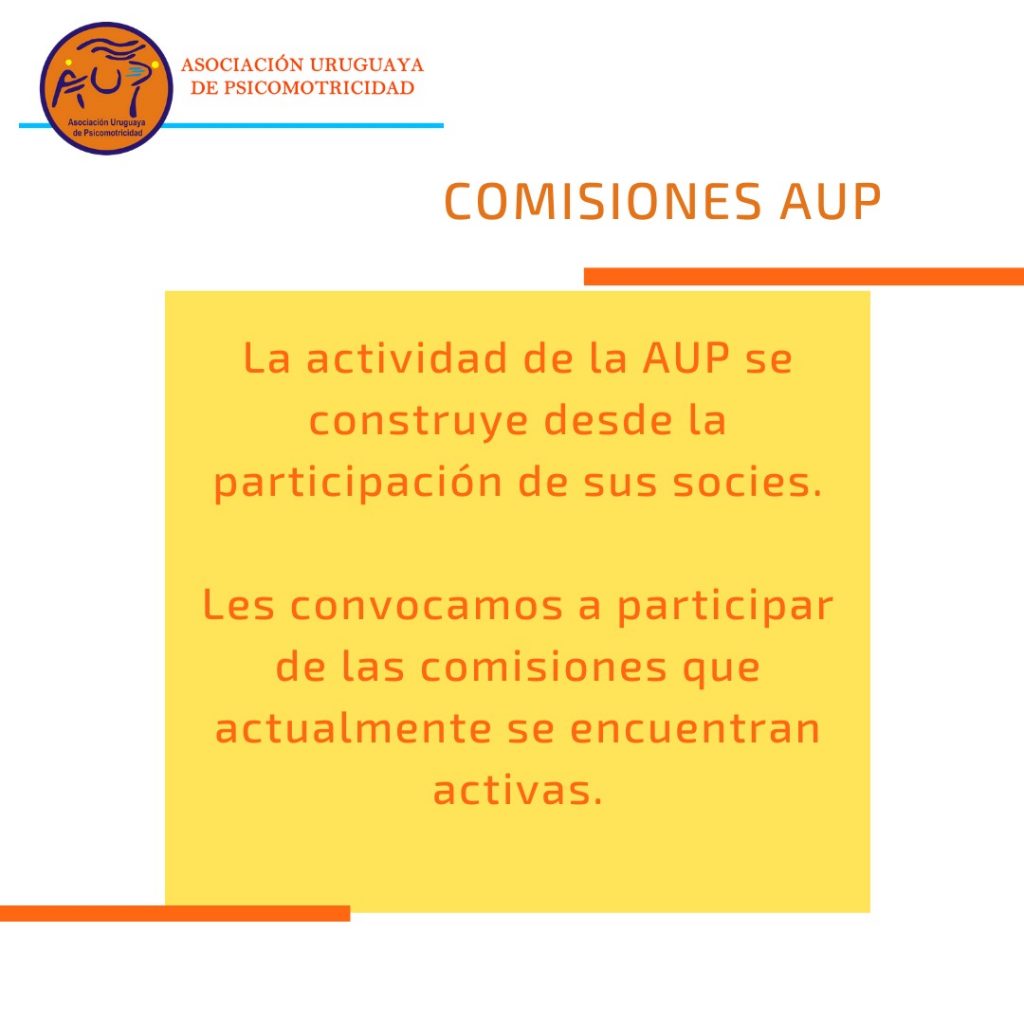 AUP
Asociación Uruguaya
de Psicomotricidad
ASOCIACIÓN URUGUAYA
DE PSICOMOTRICIDAD
COMISIONES AUP
La actividad de la AUP se
construye desde la
participación de sus socies.
Les convocamos a participar
de las comisiones que
actualmente se encuentran
activas.